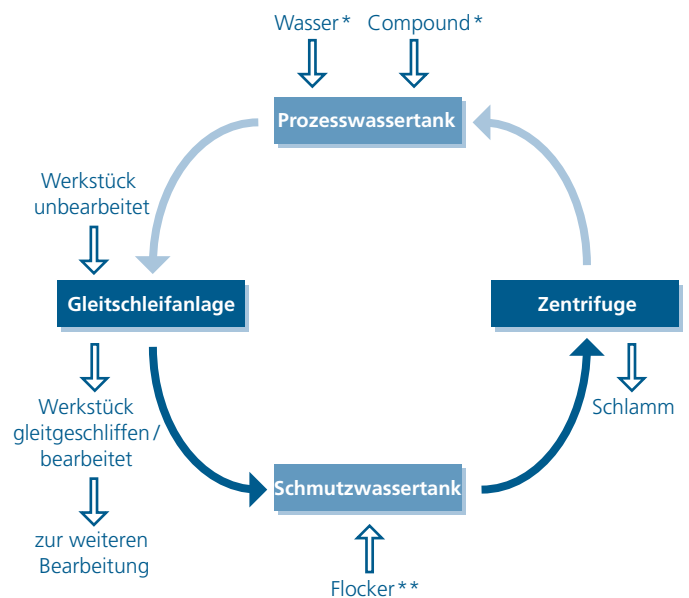 Wasser* Compound*
Prozesswassertank
Werkstück
unbearbeitet
Gleitschleifanlage
Zentrifuge
Werkstück
gleitgeschliffen/
bearbeitet
Schlamm
Schmutzwassertank
zur weiteren
Bearbeitung
Flocker**